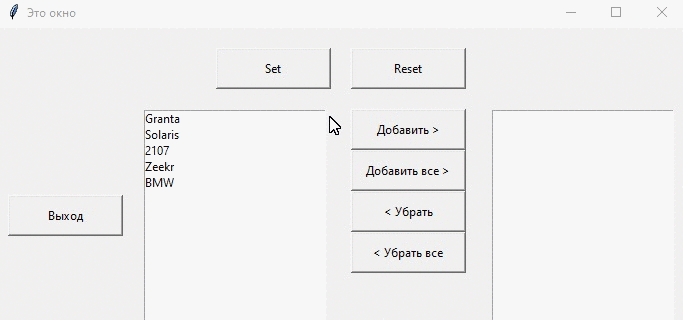 Это окно
Set
Reset
Granta
Solaris
2107
Zeekr
BMW
Добавить >
Добавить все >
< Убрать
< Убрать все
Выход